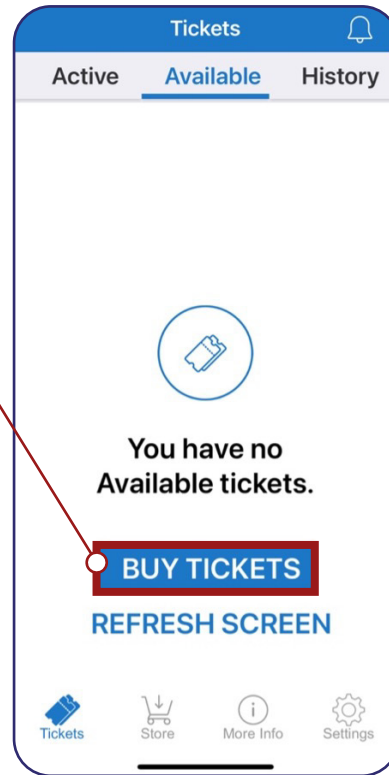 Tickets
Active Available History
You have no
Available tickets.
BUY TICKETS
REFRESH SCREEN
Tickets Store More Info Settings